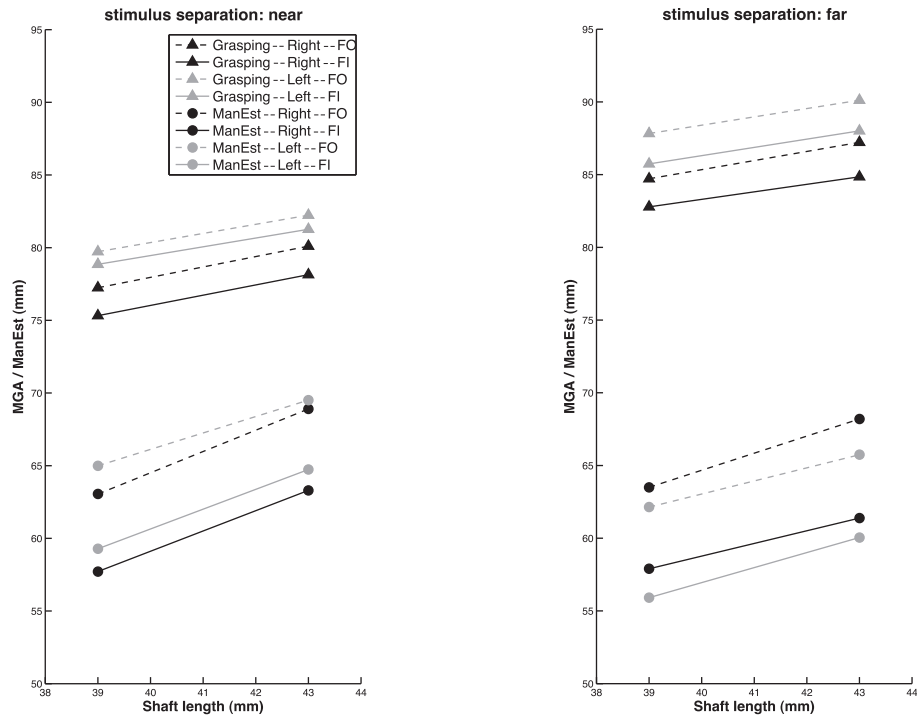 stimulus separation: near
95
90
85
80
75
70
65
60
55
50
MGA / ManEst (mm)
Grasping--Right--FO
Grasping--Right--FI
Grasping--Left--FO
Grasping--Left--FI
ManEst--Right--FO
ManEst--Right--FI
ManEst--Left--FO
ManEst--Left--FI
38 39 40 41 42 43 44
Shaft length (mm)
stimulus separation: far
95
90
85
80
75
70
65
60
55
50
MGA / ManEst (mm)
38 39 40 41 42 43 44
Shaft length (mm)